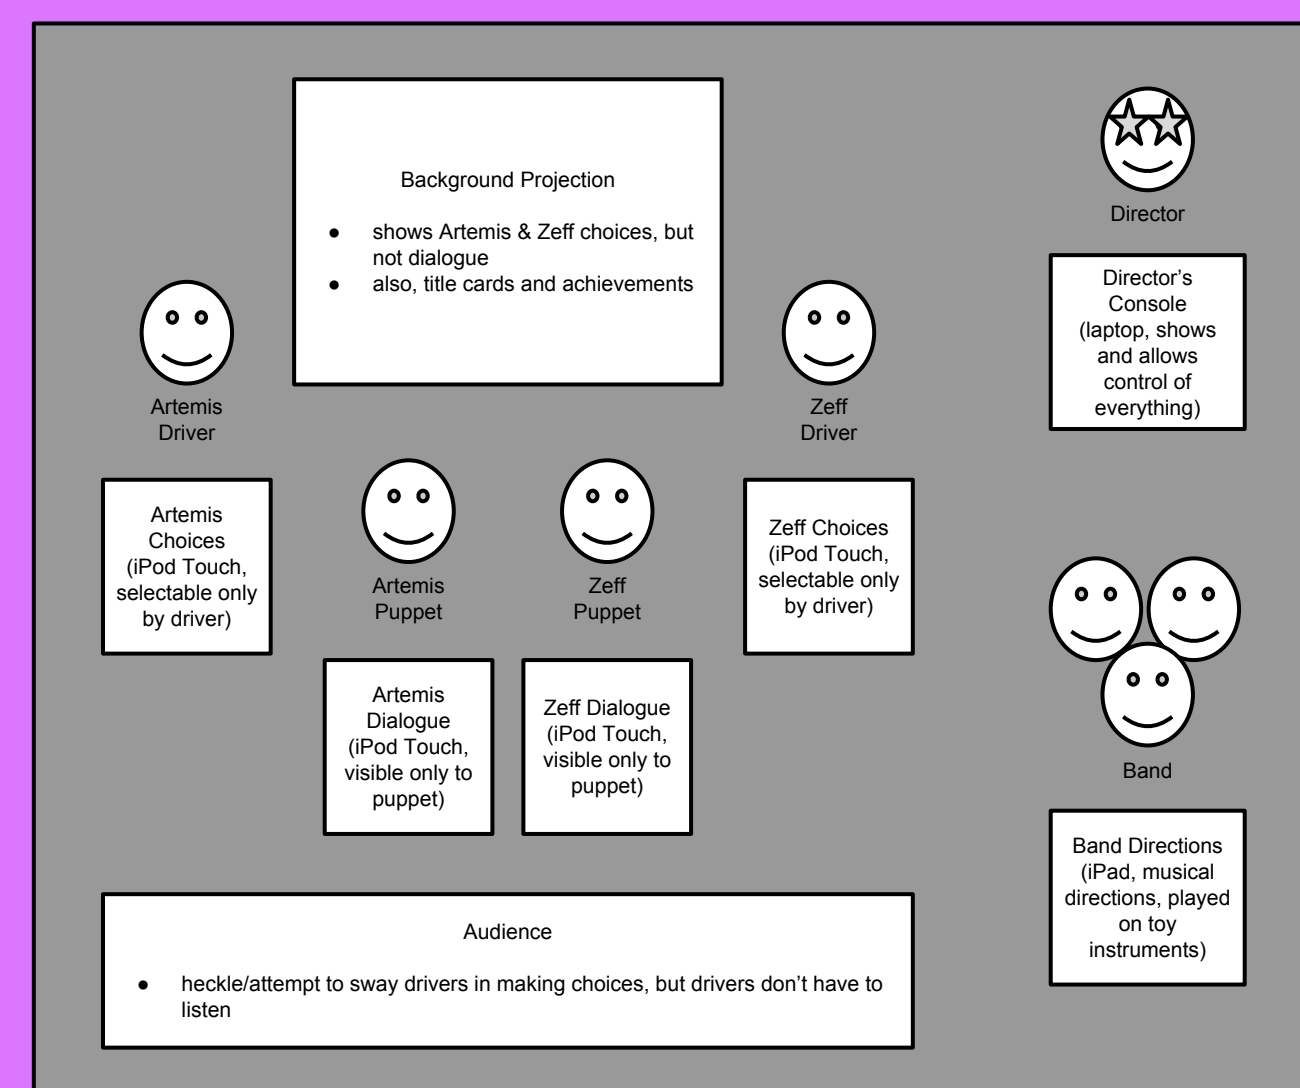 Background Projection
● shows Artemis & Zeff choices, but
not dialogue
● also, title cards and achievements
Director
Director's
Console
(laptop, shows
and allows
control of
everything)
Artemis
Driver
Zeff
Driver
Artemis
Choices
(iPod Touch,
selectable only
by driver)
Artemis
Puppet
Zeff
Puppet
Zeff Choices
(iPod Touch,
selectable only
by driver)
Artemis
Dialogue
(iPod Touch,
visible only to
puppet)
Zeff Dialogue
(iPod Touch,
visible only to
puppet)
Band
Band Directions
(iPad, musical
directions, played
on toy
instruments)
Audience
● heckle/attempt to sway drivers in making choices, but drivers don't have to
listen